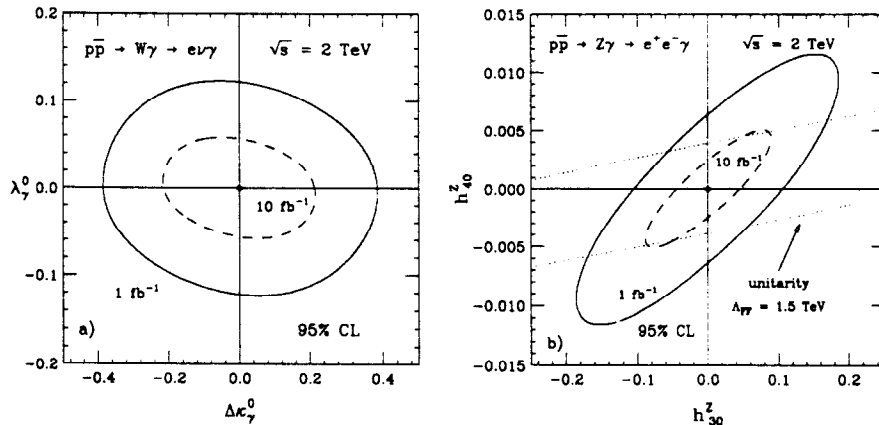 pp̅ → Wγ → eνγ √s = 2 TeV
0.2
0.1
λ⁰_γ 0.0
-0.1
-0.2
10 fb⁻¹
1 fb⁻¹
a) 95% CL
-0.4 -0.2 0.0 0.2 0.4
Δκ⁰_γ
pp̅ → Zγ → e⁺e⁻γ √s = 2 TeV
0.015
0.010
0.005
h^Z_40 0.000
-0.005
-0.010
-0.015
10 fb⁻¹
1 fb⁻¹
unitarity
Λ_FF = 1.5 TeV
b) 95% CL
-0.2 -0.1 0.0 0.1 0.2
h^Z_30